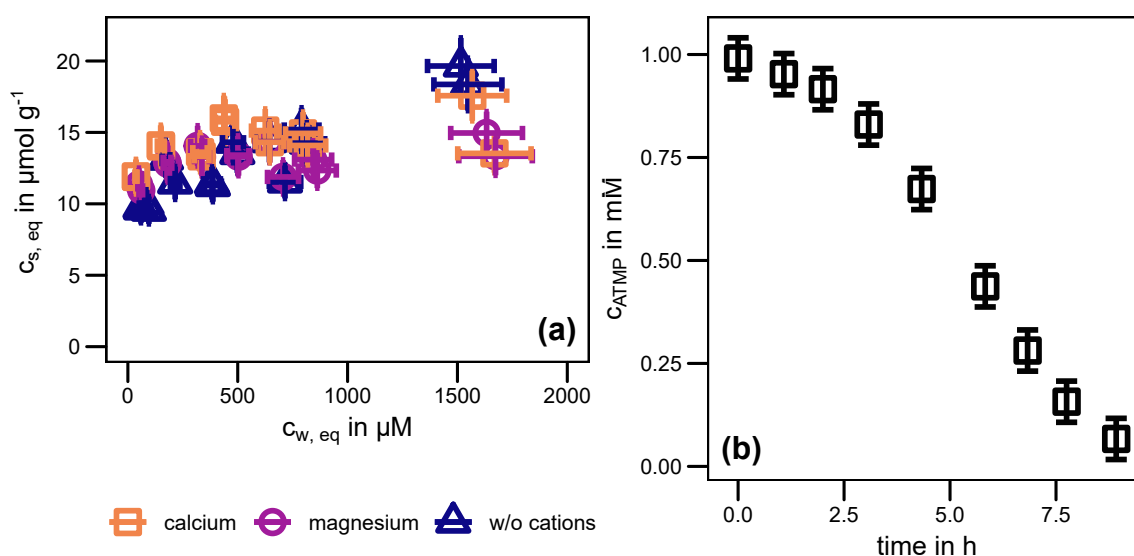 20
15
10
5
0
c_s, eq in µmol g⁻¹
(a)
0 500 1000 1500 2000
c_w, eq in µM
calcium magnesium w/o cations
1.00
0.75
0.50
0.25
0.00
c_ATMP in mM
(b)
0.0 2.5 5.0 7.5
time in h